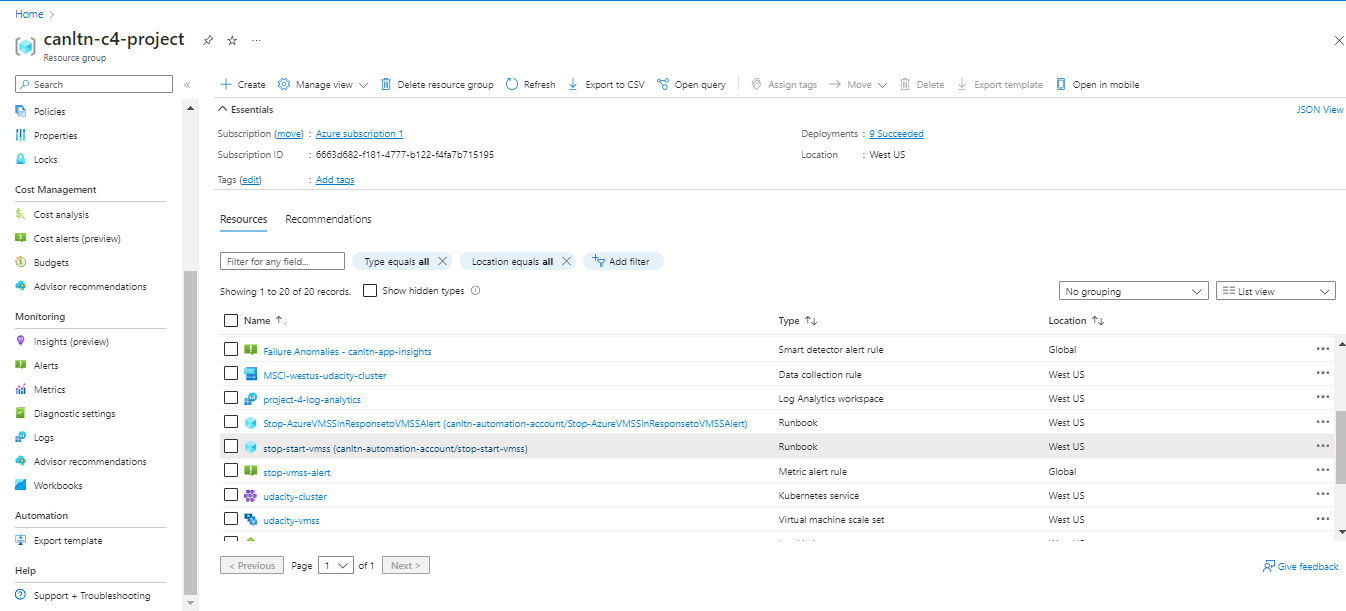 Home >
canltn-c4-project
Resource group
Search
Policies
Properties
Locks
Cost Management
Cost analysis
Cost alerts (preview)
Budgets
Advisor recommendations
Monitoring
Insights (preview)
Alerts
Metrics
Diagnostic settings
Logs
Advisor recommendations
Workbooks
Automation
Export template
Help
Support + Troubleshooting
Create Manage view Delete resource group Refresh Export to CSV Open query Assign tags Move Delete Export template Open in mobile
Essentials JSON View
Subscription (move) : Azure subscription 1 Deployments : 9 Succeeded
Subscription ID : 6663d682-f181-4777-b122-f4fa7b715195 Location : West US
Tags (edit) : Add tags
Resources Recommendations
Filter for any field... Type equals all Location equals all Add filter
Showing 1 to 20 of 20 records. Show hidden types No grouping List view
Name Type Location
Failure Anomalies - canltn-app-insights Smart detector alert rule Global
MSCI-westus-udacity-cluster Data collection rule West US
project-4-log-analytics Log Analytics workspace West US
Stop-AzureVMSSInResponsetoVMSSAlert (canltn-automation-account/Stop-AzureVMSSInResponsetoVMSSAlert) Runbook West US
stop-start-vmss (canltn-automation-account/stop-start-vmss) Runbook West US
stop-vmss-alert Metric alert rule Global
udacity-cluster Kubernetes service West US
udacity-vmss Virtual machine scale set West US
< Previous Page 1 of 1 Next > Give feedback